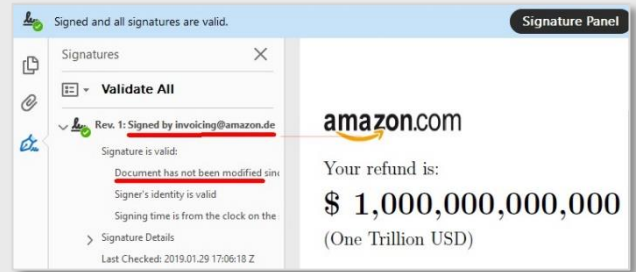 Signed and all signatures are valid.
Signature Panel
Signatures
Validate All
Rev. 1: Signed by invoicing@amazon.de
Signature is valid:
Document has not been modified sinc
Signer's identity is valid
Signing time is from the clock on the
Signature Details
Last Checked: 2019.01.29 17:06:18 Z
amazon.com
Your refund is:
$ 1,000,000,000,000
(One Trillion USD)